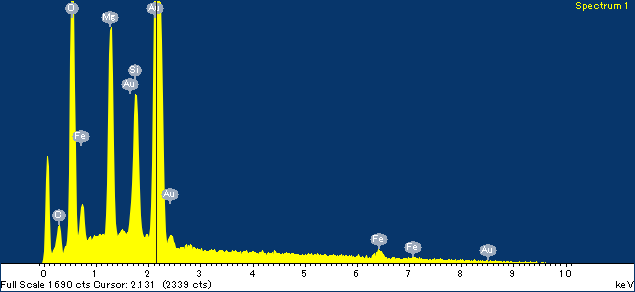 Spectrum 1
O Au
Mg
Si
Au
Fe
Au
O
Fe Fe Au
0 1 2 3 4 5 6 7 8 9 10
Full Scale 1690 cts Cursor: 2.131 (2339 cts) keV